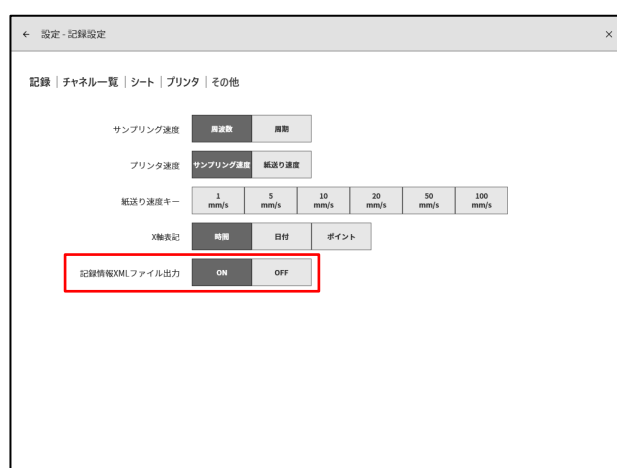 ← 設定 - 記録設定 ×
記録 | チャネル一覧 | シート | プリンタ | その他
サンプリング速度 周波数 周期
プリンタ速度 サンプリング速度 紙送り速度
紙送り速度キー 1 mm/s 5 mm/s 10 mm/s 20 mm/s 50 mm/s 100 mm/s
X軸表記 時間 日付 ポイント
記録情報XMLファイル出力 ON OFF